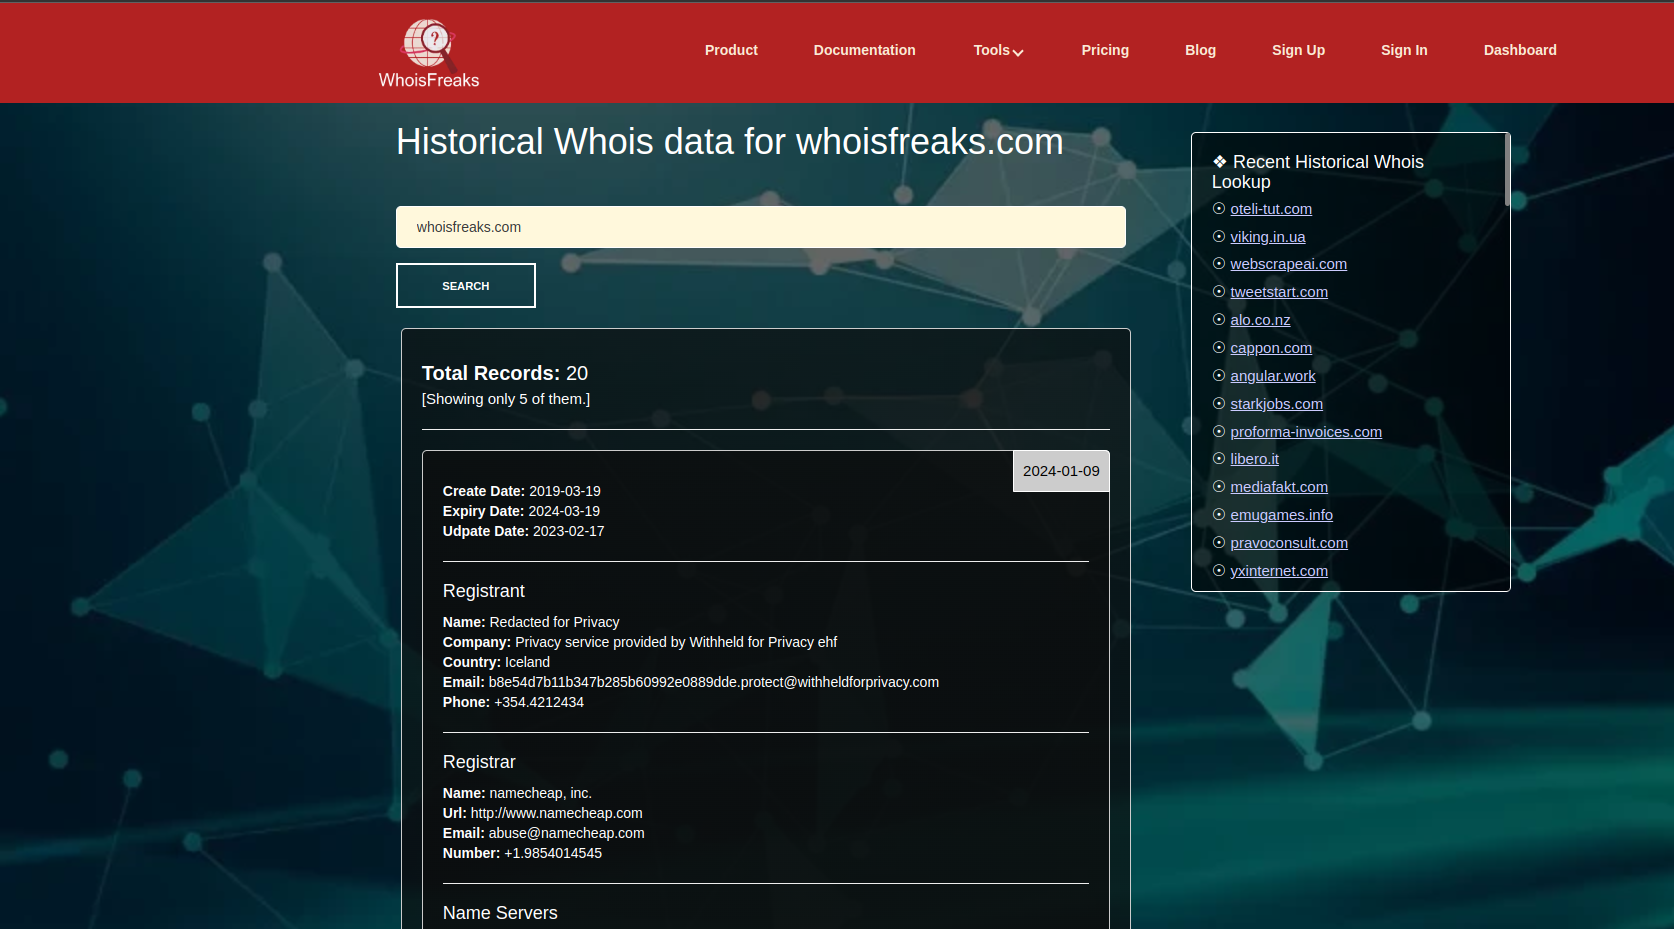 WhoisFreaks
Product
Documentation
Tools
Pricing
Blog
Sign Up
Sign In
Dashboard
Historical Whois data for whoisfreaks.com
whoisfreaks.com
SEARCH
Total Records: 20
[Showing only 5 of them.]
2024-01-09
Create Date: 2019-03-19
Expiry Date: 2024-03-19
Udpate Date: 2023-02-17
Registrant
Name: Redacted for Privacy
Company: Privacy service provided by Withheld for Privacy ehf
Country: Iceland
Email: b8e54d7b11b347b285b60992e0889dde.protect@withheldforprivacy.com
Phone: +354.4212434
Registrar
Name: namecheap, inc.
Url: http://www.namecheap.com
Email: abuse@namecheap.com
Number: +1.9854014545
Name Servers
❖ Recent Historical Whois
Lookup
☉ oteli-tut.com
☉ viking.in.ua
☉ webscrapeai.com
☉ tweetstart.com
☉ alo.co.nz
☉ cappon.com
☉ angular.work
☉ starkjobs.com
☉ proforma-invoices.com
☉ libero.it
☉ mediafakt.com
☉ emugames.info
☉ pravoconsult.com
☉ yxinternet.com